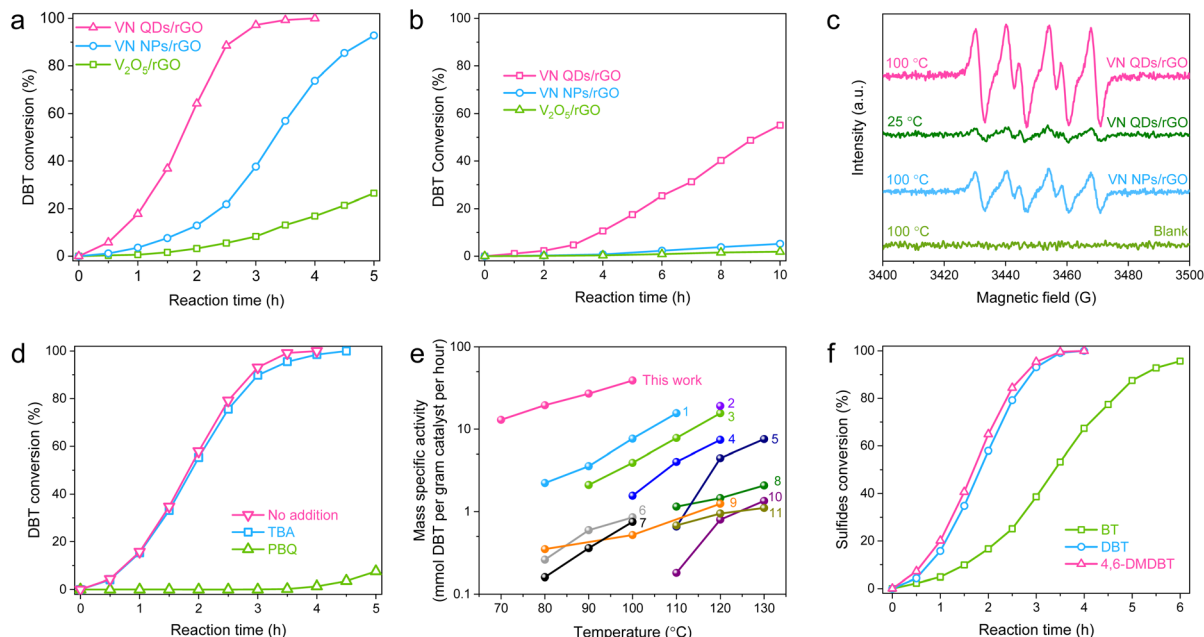 a
100
80
60
40
20
0
DBT conversion (%)
VN QDs/rGO
VN NPs/rGO
V₂O₅/rGO
0 1 2 3 4 5
Reaction time (h)
b
100
80
60
40
20
0
DBT Conversion (%)
VN QDs/rGO
VN NPs/rGO
V₂O₅/rGO
0 2 4 6 8 10
Reaction time (h)
c
Intensity (a.u.)
100 °C VN QDs/rGO
25 °C VN QDs/rGO
100 °C VN NPs/rGO
100 °C Blank
3400 3420 3440 3460 3480 3500
Magnetic field (G)
d
100
80
60
40
20
0
DBT conversion (%)
No addition
TBA
PBQ
0 1 2 3 4 5
Reaction time (h)
e
100
10
1
0.1
Mass specific activity
(mmol DBT per gram catalyst per hour)
This work
1
2
3
4
5
6
7
8
9
10
11
70 80 90 100 110 120 130
Temperature (°C)
f
100
80
60
40
20
0
Sulfides conversion (%)
BT
DBT
4,6-DMDBT
0 1 2 3 4 5 6
Reaction time (h)